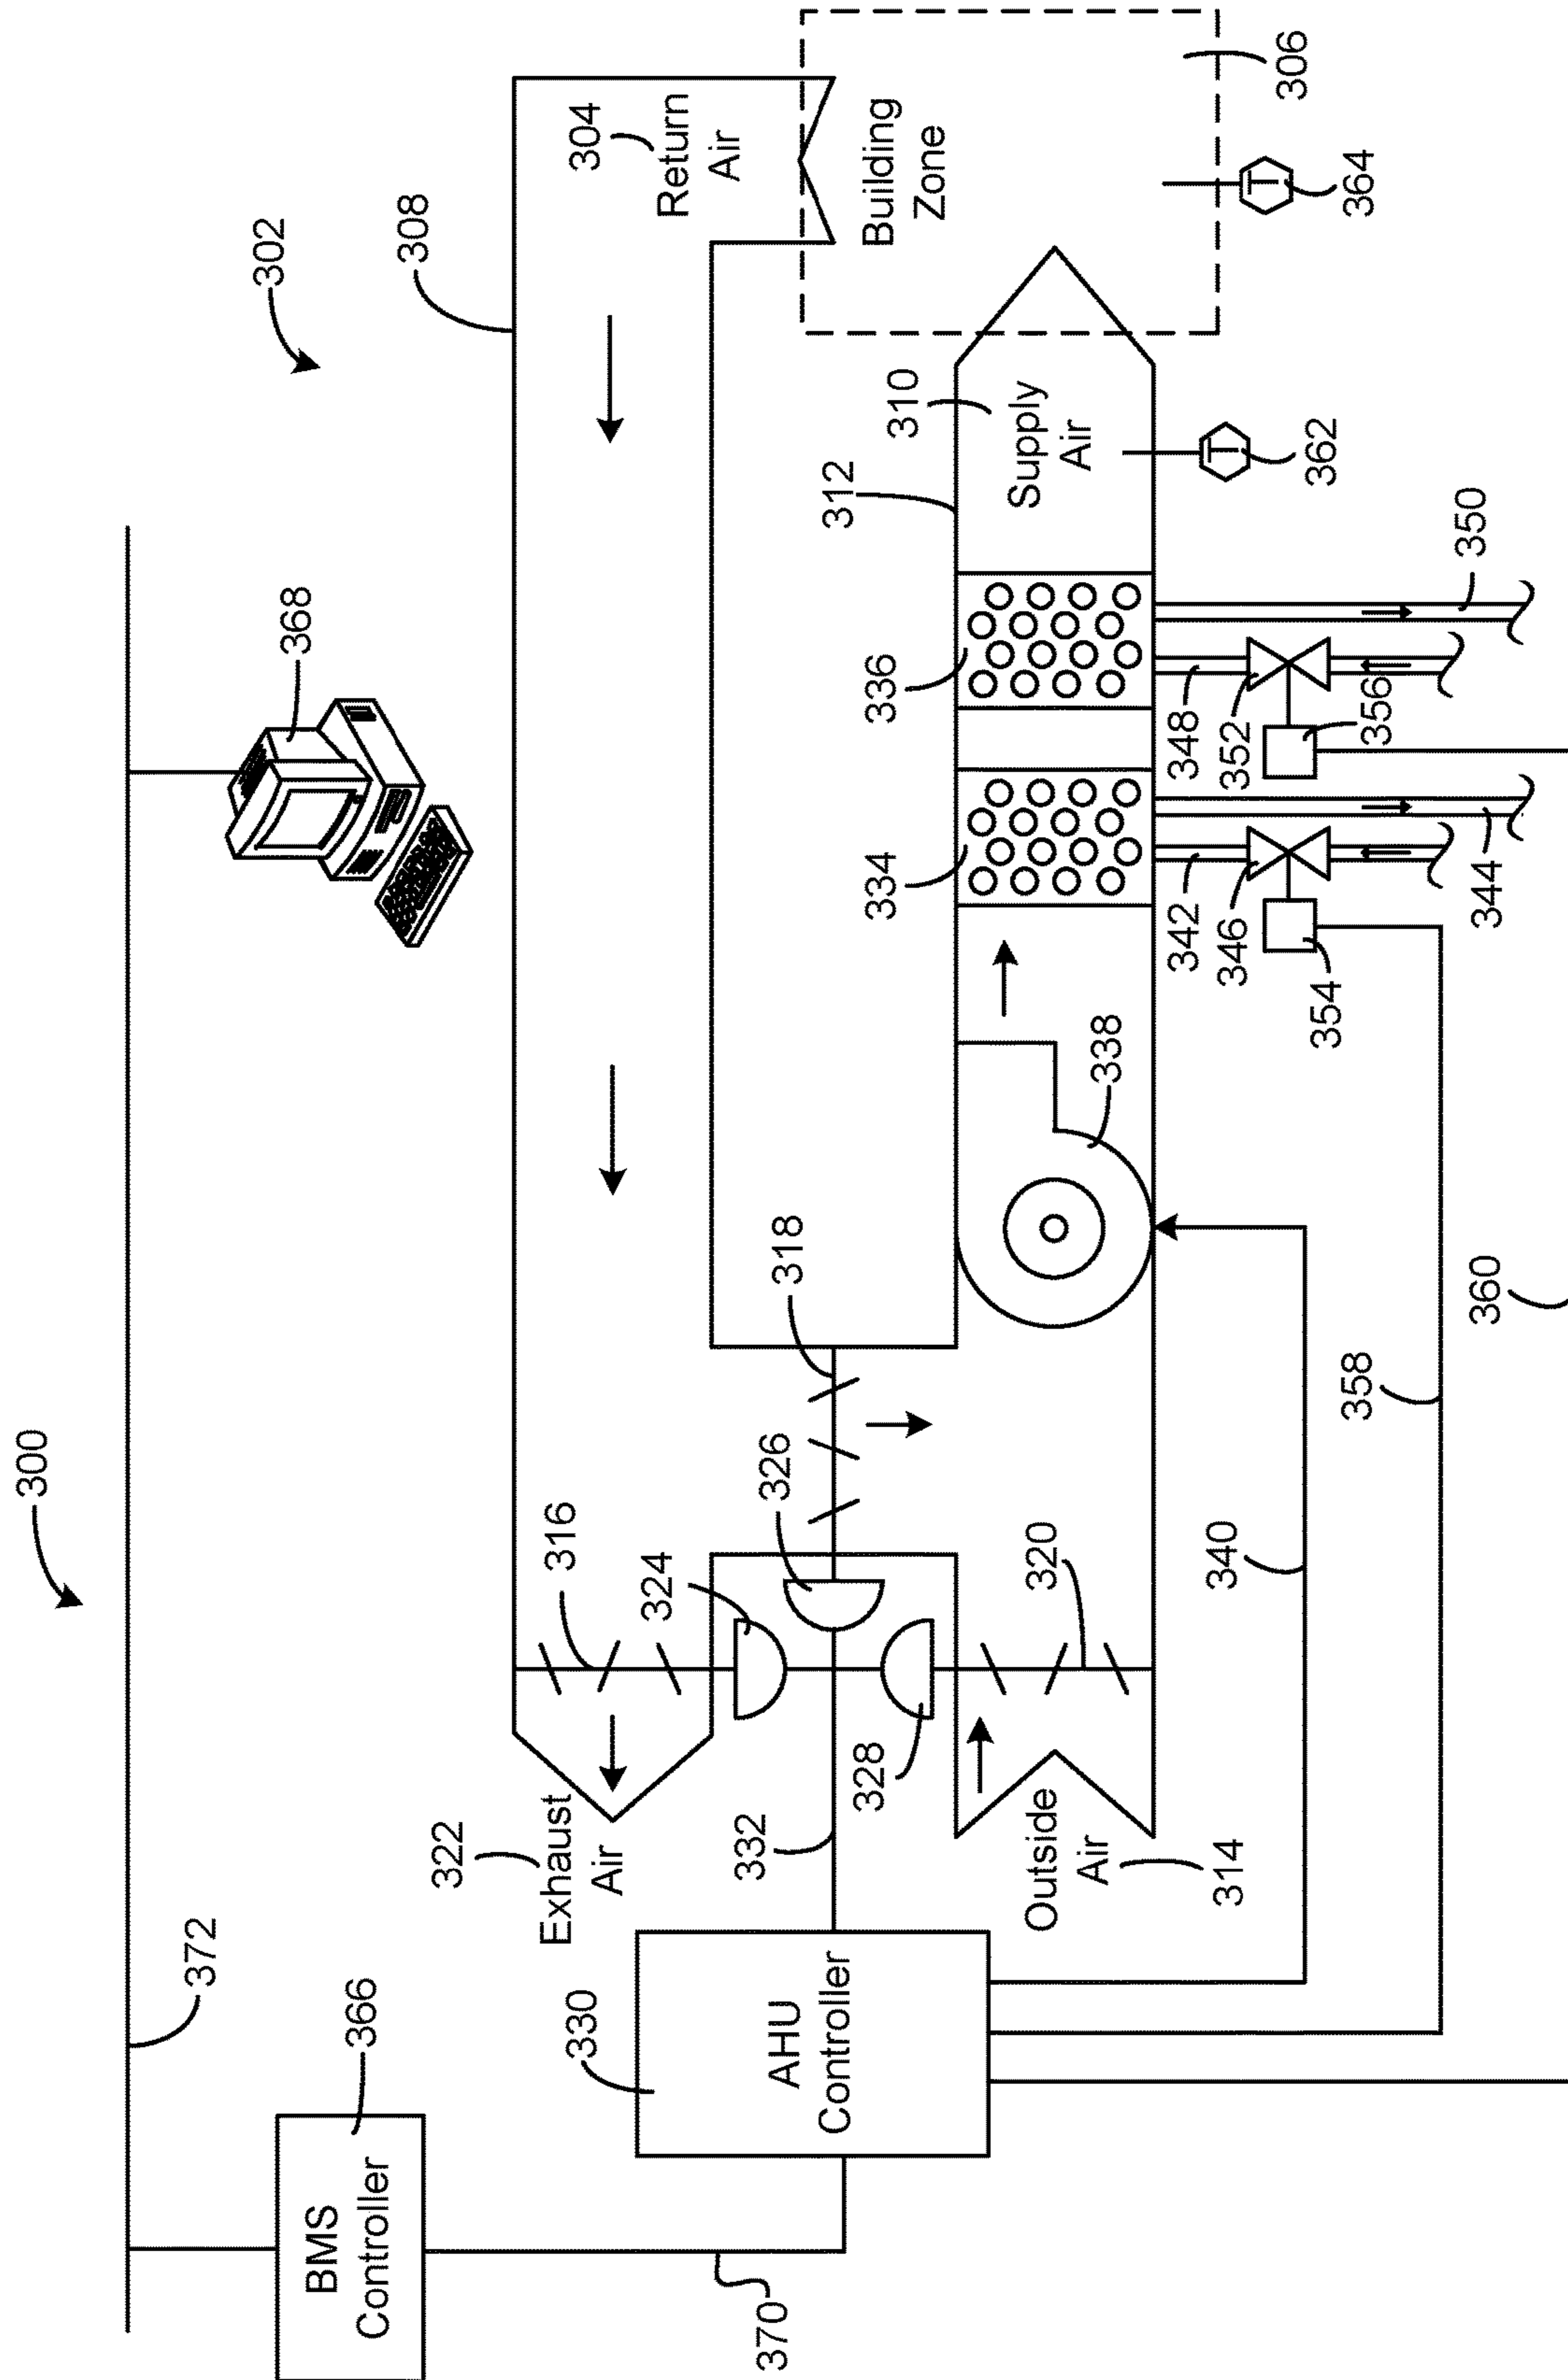 300
372
366
BMS
Controller
370
368
302
308
304
Return
Air
Building
Zone
306
364
322
Exhaust
Air
316
324
326
318
332
328
330
AHU
Controller
Outside
Air
314
320
338
334
336
312
310
Supply
Air
T
362
T
342
346
354
344
348
352
356
350
340
358
360